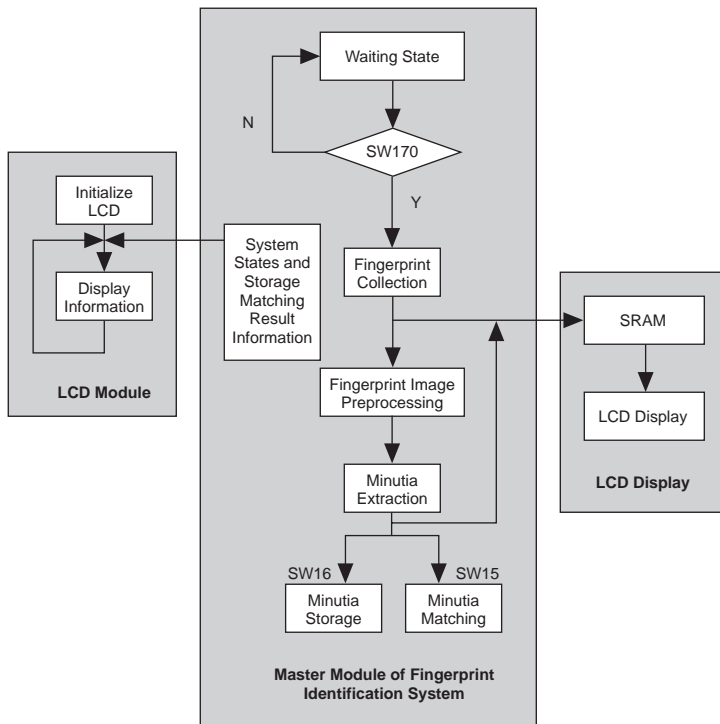 Waiting State
N
SW170
Y
Initialize
LCD
Display
Information
LCD Module
System
States and
Storage
Matching
Result
Information
Fingerprint
Collection
Fingerprint Image
Preprocessing
Minutia
Extraction
SW16
SW15
Minutia
Storage
Minutia
Matching
Master Module of Fingerprint
Identification System
SRAM
LCD Display
LCD Display